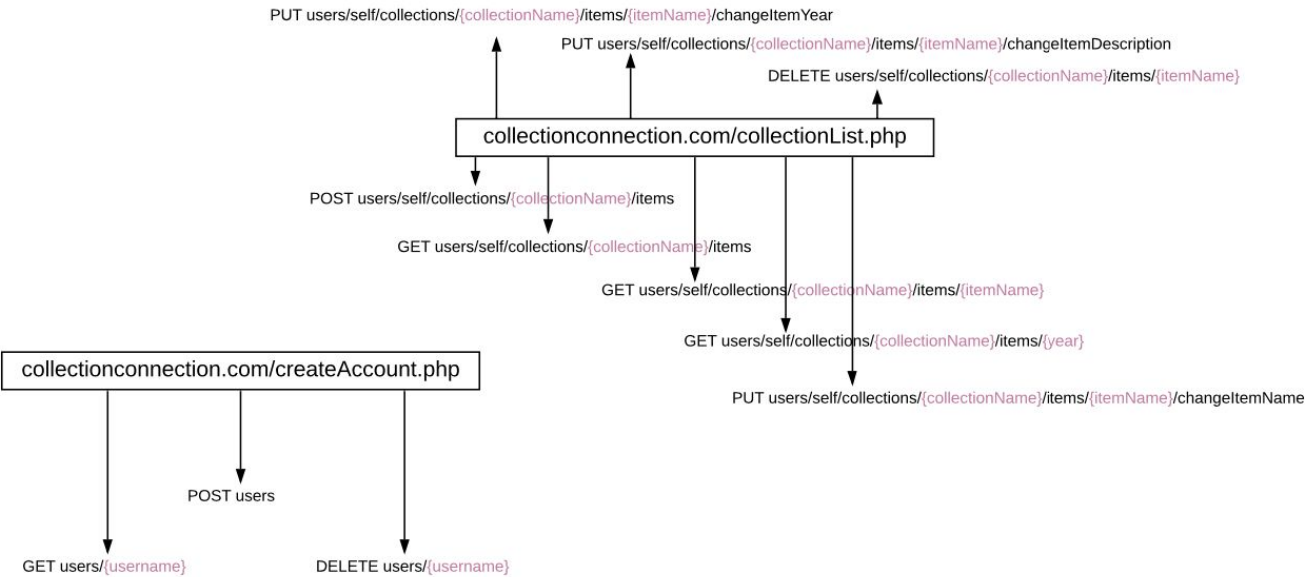 PUT users/self/collections/{collectionName}/items/{itemName}/changeItemYear
PUT users/self/collections/{collectionName}/items/{itemName}/changeItemDescription
DELETE users/self/collections/{collectionName}/items/{itemName}
collectionconnection.com/collectionList.php
POST users/self/collections/{collectionName}/items
GET users/self/collections/{collectionName}/items
GET users/self/collections/{collectionName}/items/{itemName}
GET users/self/collections/{collectionName}/items/{year}
collectionconnection.com/createAccount.php
PUT users/self/collections/{collectionName}/items/{itemName}/changeItemName
POST users
GET users/{username}
DELETE users/{username}